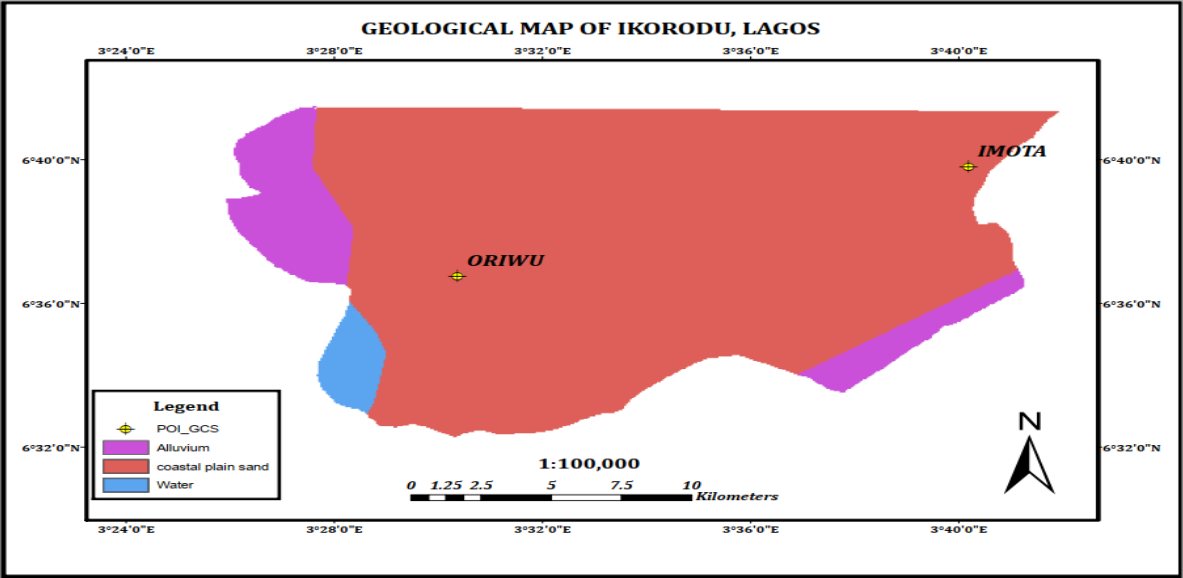 GEOLOGICAL MAP OF IKORODU, LAGOS
3°24'0"E 3°28'0"E 3°32'0"E 3°36'0"E 3°40'0"E
6°40'0"N 6°40'0"N
IMOTA
ORIWU
6°36'0"N 6°36'0"N
Legend
POI_GCS
Alluvium
coastal plain sand
Water
6°32'0"N 6°32'0"N
N
1:100,000
0 1.25 2.5 5 7.5 10
Kilometers
3°24'0"E 3°28'0"E 3°32'0"E 3°36'0"E 3°40'0"E